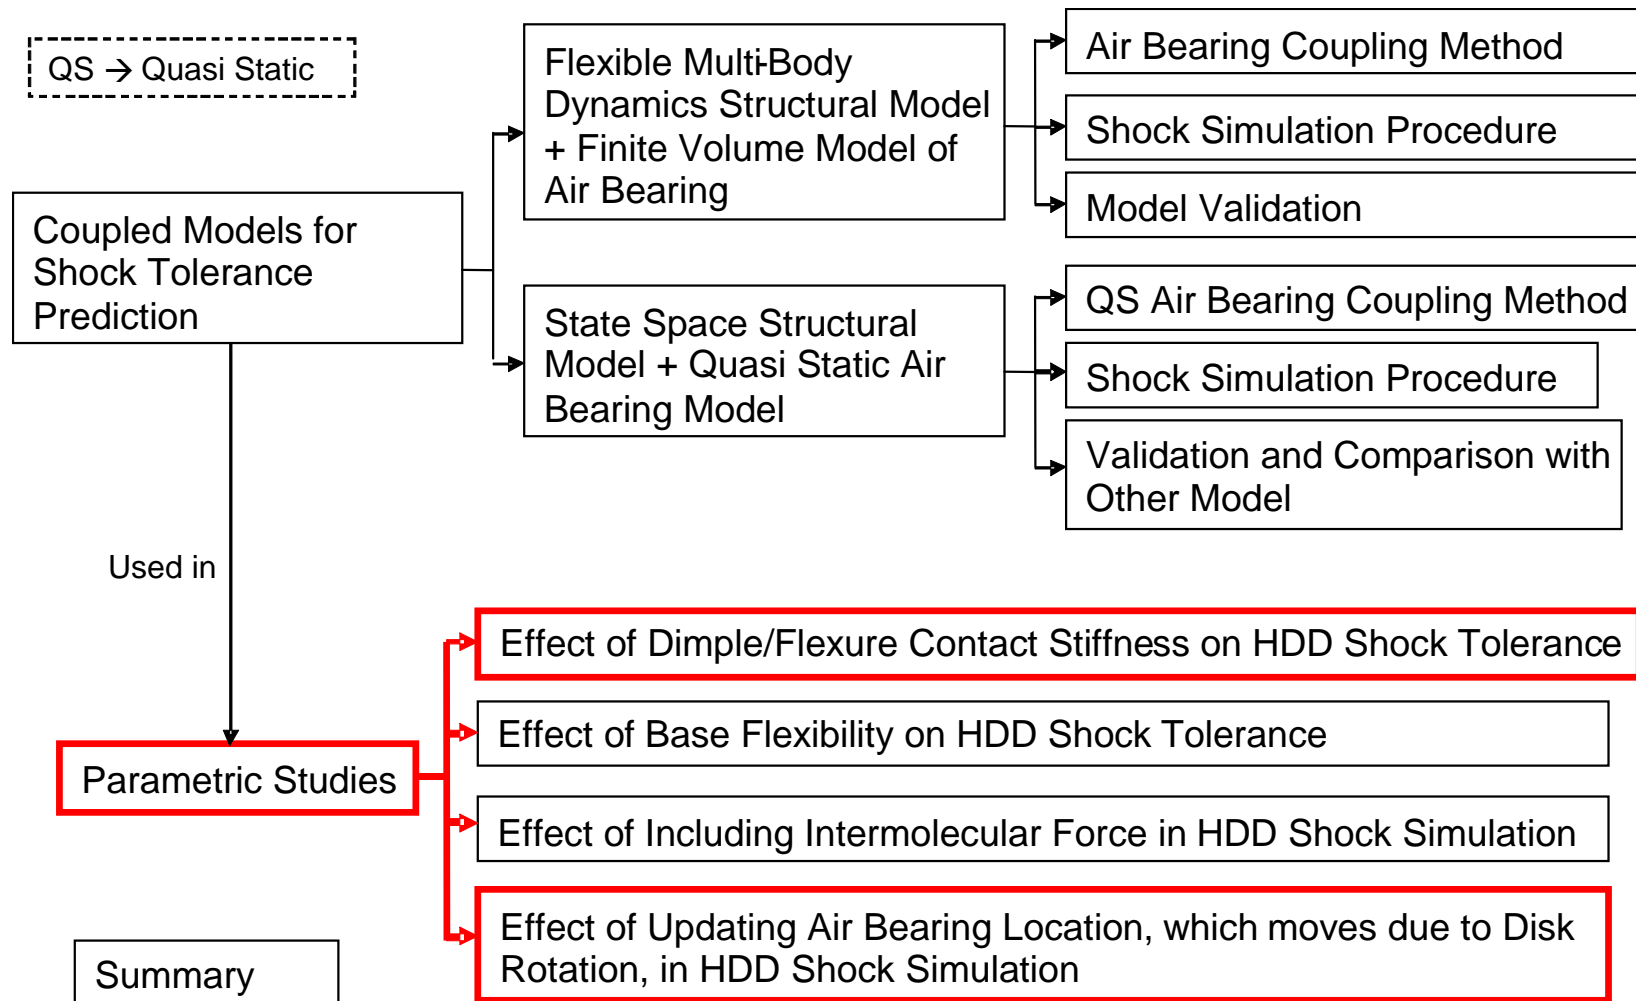 QS → Quasi Static
Flexible Multi-Body
Dynamics Structural Model
+ Finite Volume Model of
Air Bearing
Air Bearing Coupling Method
Shock Simulation Procedure
Model Validation
Coupled Models for
Shock Tolerance
Prediction
State Space Structural
Model + Quasi Static Air
Bearing Model
QS Air Bearing Coupling Method
Shock Simulation Procedure
Validation and Comparison with
Other Model
Used in
Parametric Studies
Effect of Dimple/Flexure Contact Stiffness on HDD Shock Tolerance
Effect of Base Flexibility on HDD Shock Tolerance
Effect of Including Intermolecular Force in HDD Shock Simulation
Effect of Updating Air Bearing Location, which moves due to Disk
Rotation, in HDD Shock Simulation
Summary